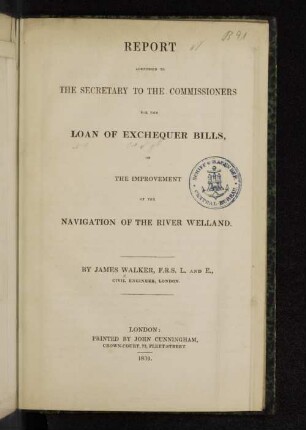 REPORT
ADDRESSED TO
THE SECRETARY TO THE COMMISSIONERS
FOR THE
LOAN OF EXCHEQUER BILLS,
ON
THE IMPROVEMENT
OF THE
NAVIGATION OF THE RIVER WELLAND.
BY JAMES WALKER, F.R.S. L. AND E.,
CIVIL ENGINEER, LONDON.
LONDON:
PRINTED BY JOHN CUNNINGHAM,
CROWN-COURT, 72, FLEET-STREET.